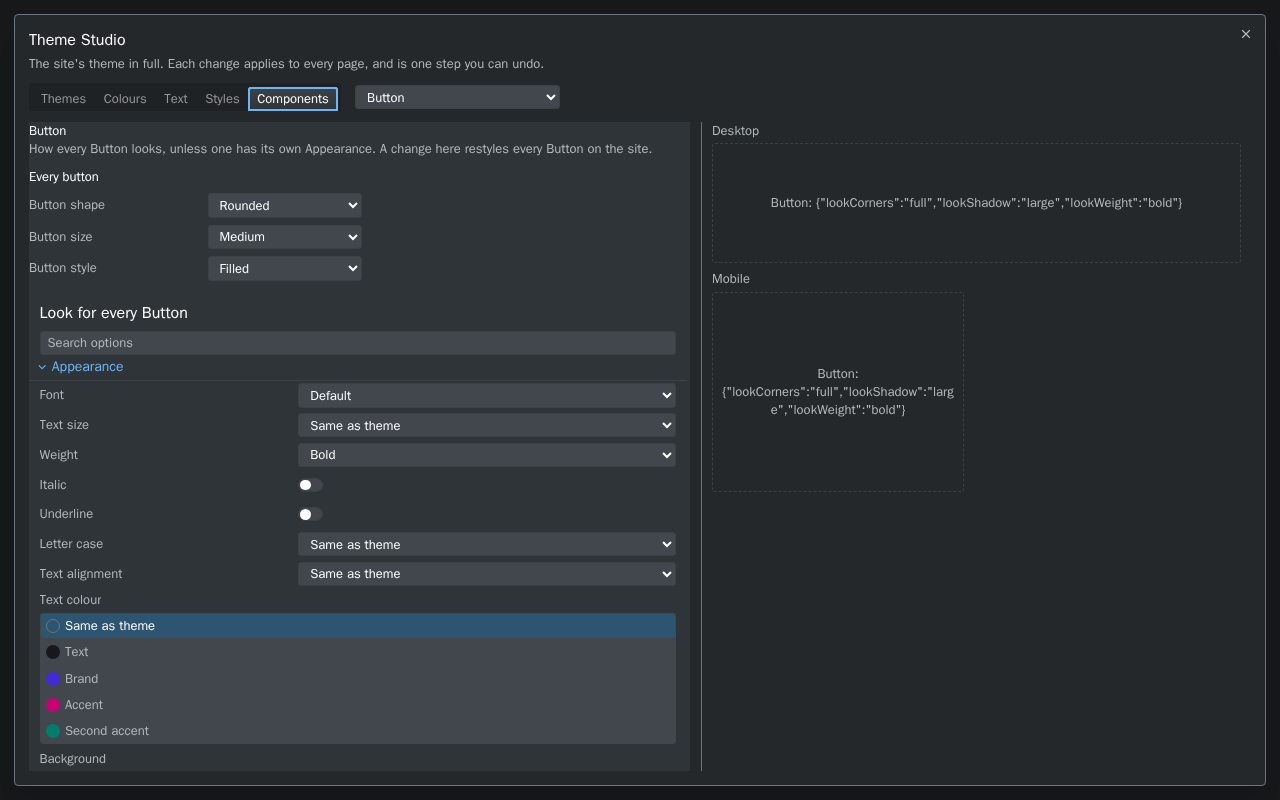 Theme Studio
×
The site's theme in full. Each change applies to every page, and is one step you can undo.
Themes Colours Text Styles Components Button
Button
How every Button looks, unless one has its own Appearance. A change here restyles every Button on the site.
Every button
Button shape Rounded
Button size Medium
Button style Filled
Look for every Button
Search options
Appearance
Font Default
Text size Same as theme
Weight Bold
Italic
Underline
Letter case Same as theme
Text alignment Same as theme
Text colour
Same as theme
Text
Brand
Accent
Second accent
Background
Desktop
Button: {"lookCorners":"full","lookShadow":"large","lookWeight":"bold"}
Mobile
Button:
{"lookCorners":"full","lookShadow":"larg
e","lookWeight":"bold"}